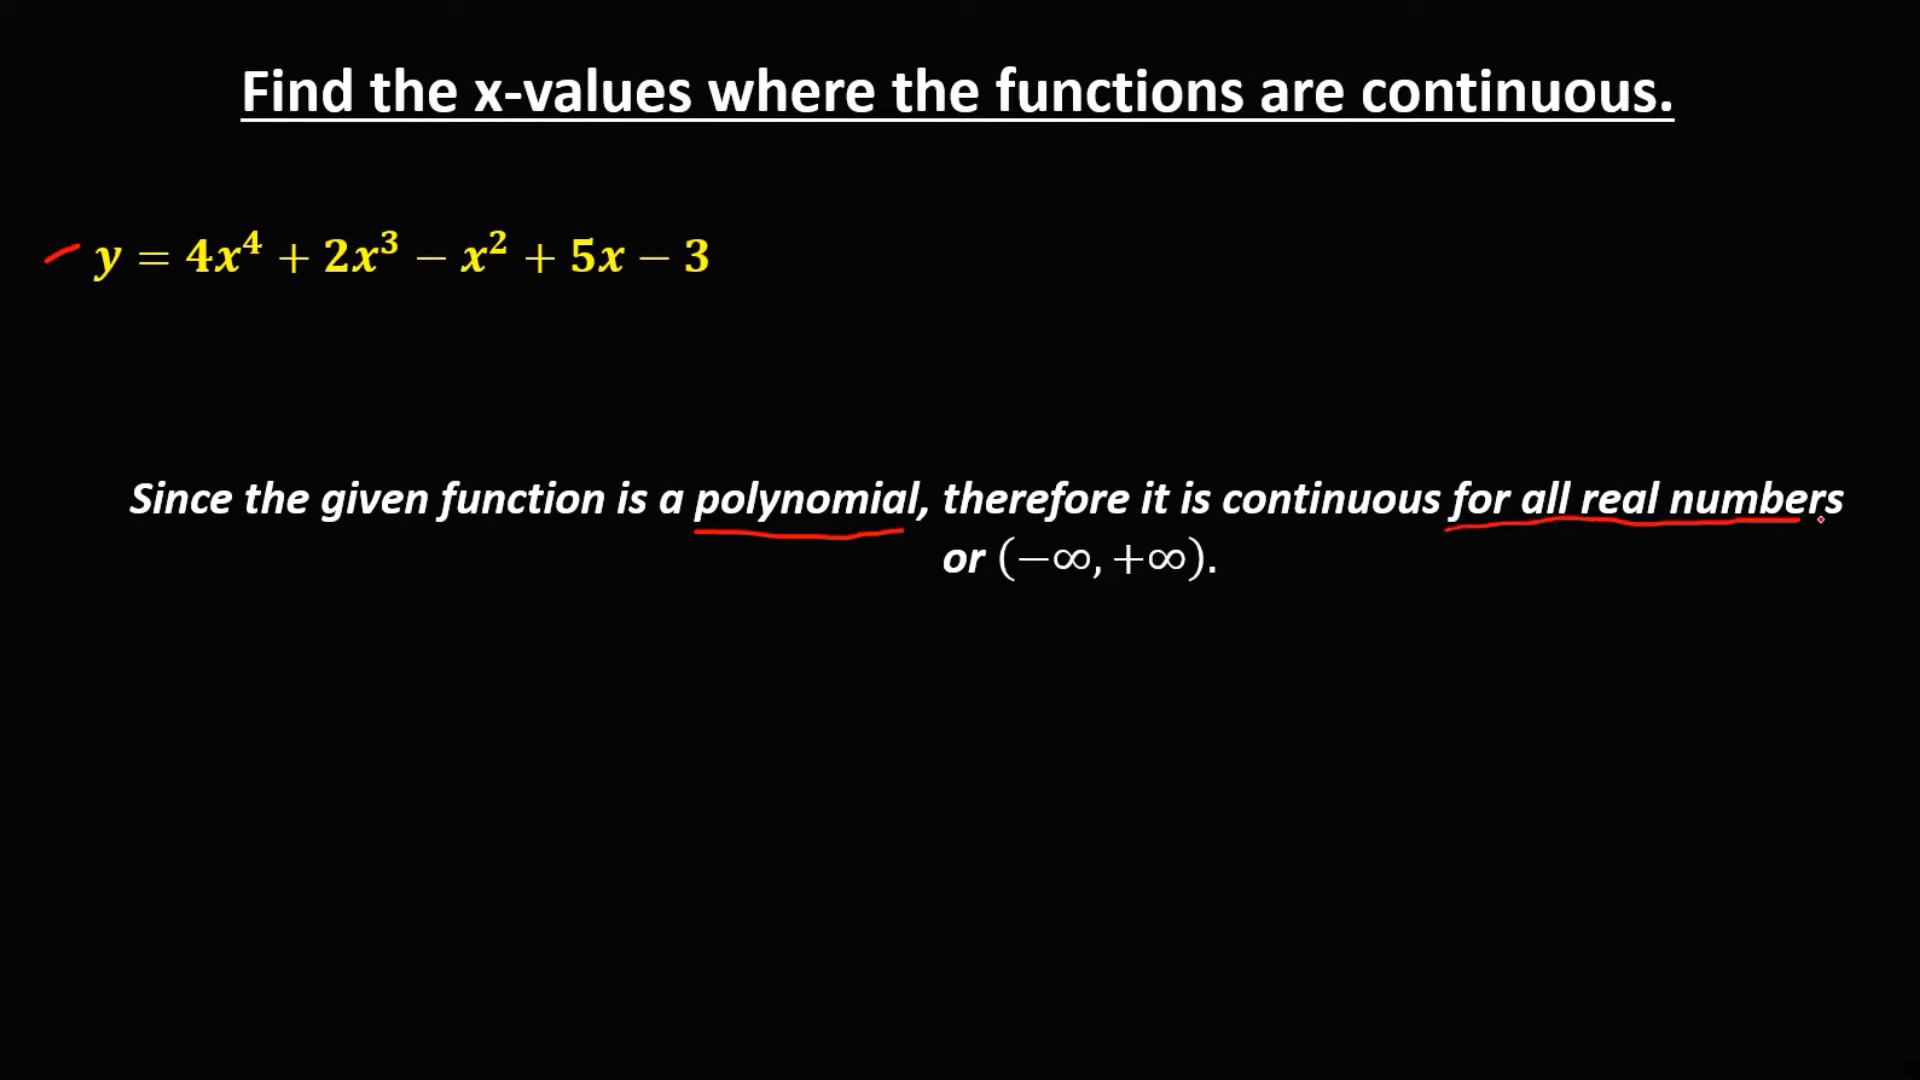 Find the x-values where the functions are continuous.
y = 4x⁴ + 2x³ − x² + 5x − 3
Since the given function is a polynomial, therefore it is continuous for all real numbers
or (−∞, +∞).